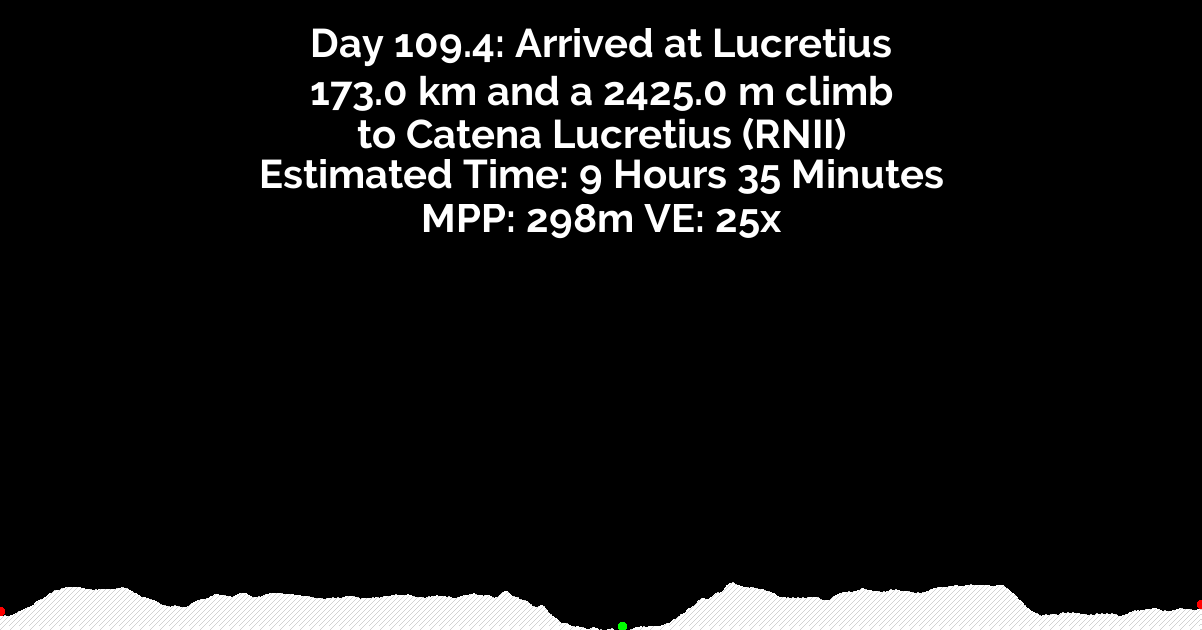 Day 109.4: Arrived at Lucretius
173.0 km and a 2425.0 m climb
to Catena Lucretius (RNII)
Estimated Time: 9 Hours 35 Minutes
MPP: 298m VE: 25x